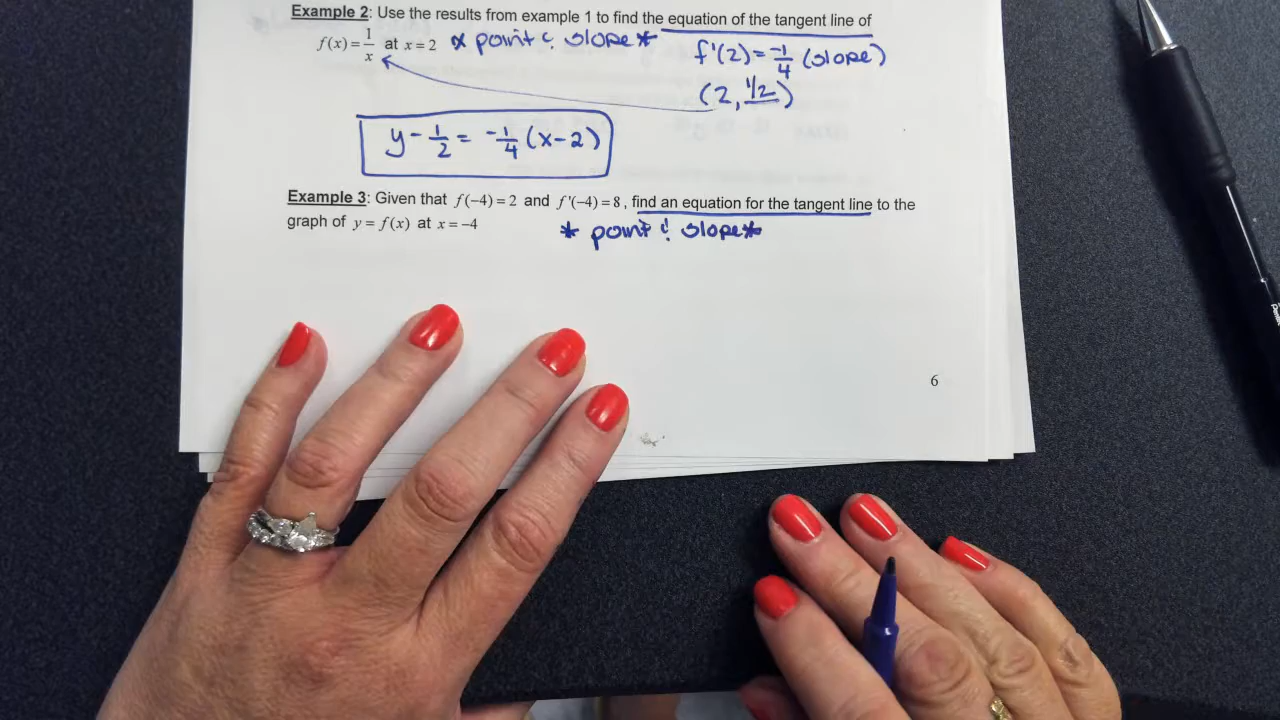 Example 2: Use the results from example 1 to find the equation of the tangent line of
f(x) = 1/x at x = 2 * point & slope *
f'(2) = -1/4 (slope)
(2, 1/2)
y - 1/2 = -1/4 (x - 2)
Example 3: Given that f(-4) = 2 and f'(-4) = 8, find an equation for the tangent line to the
graph of y = f(x) at x = -4
* point & slope *
6